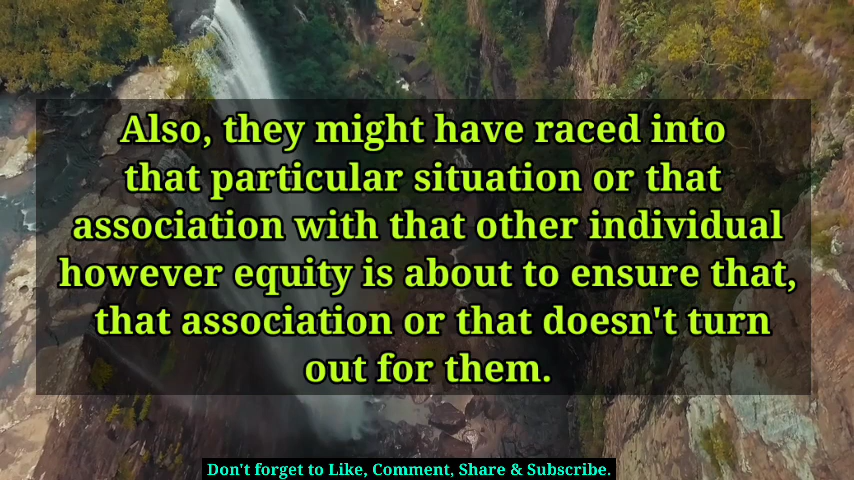 Also, they might have raced into
that particular situation or that
association with that other individual
however equity is about to ensure that,
that association or that doesn't turn
out for them.
Don't forget to Like, Comment, Share & Subscribe.